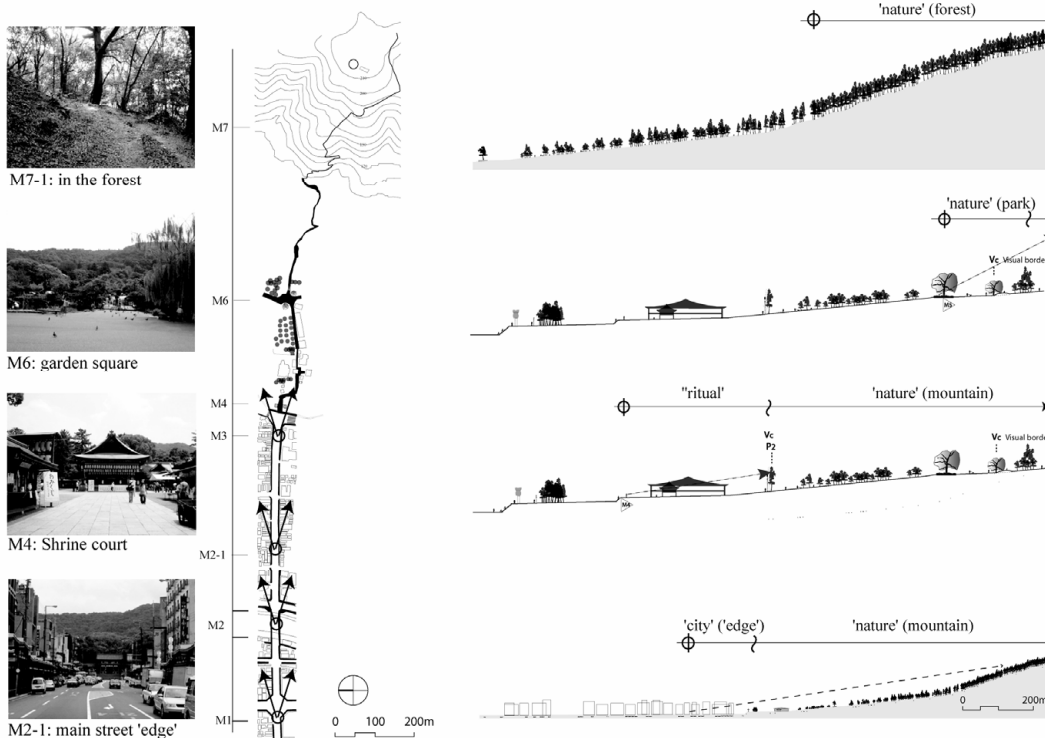 M7-1: in the forest
M6: garden square
M4: Shrine court
M2-1: main street 'edge'
M7
M6
M4
M3
M2-1
M2
M1
0 100 200m
'nature' (forest)
'nature' (park)
Vc Visual borde
M5
"ritual'
'nature' (mountain)
Vc
P2
Vc Visual borde
M4
'city' ('edge')
'nature' (mountain)
0 200m